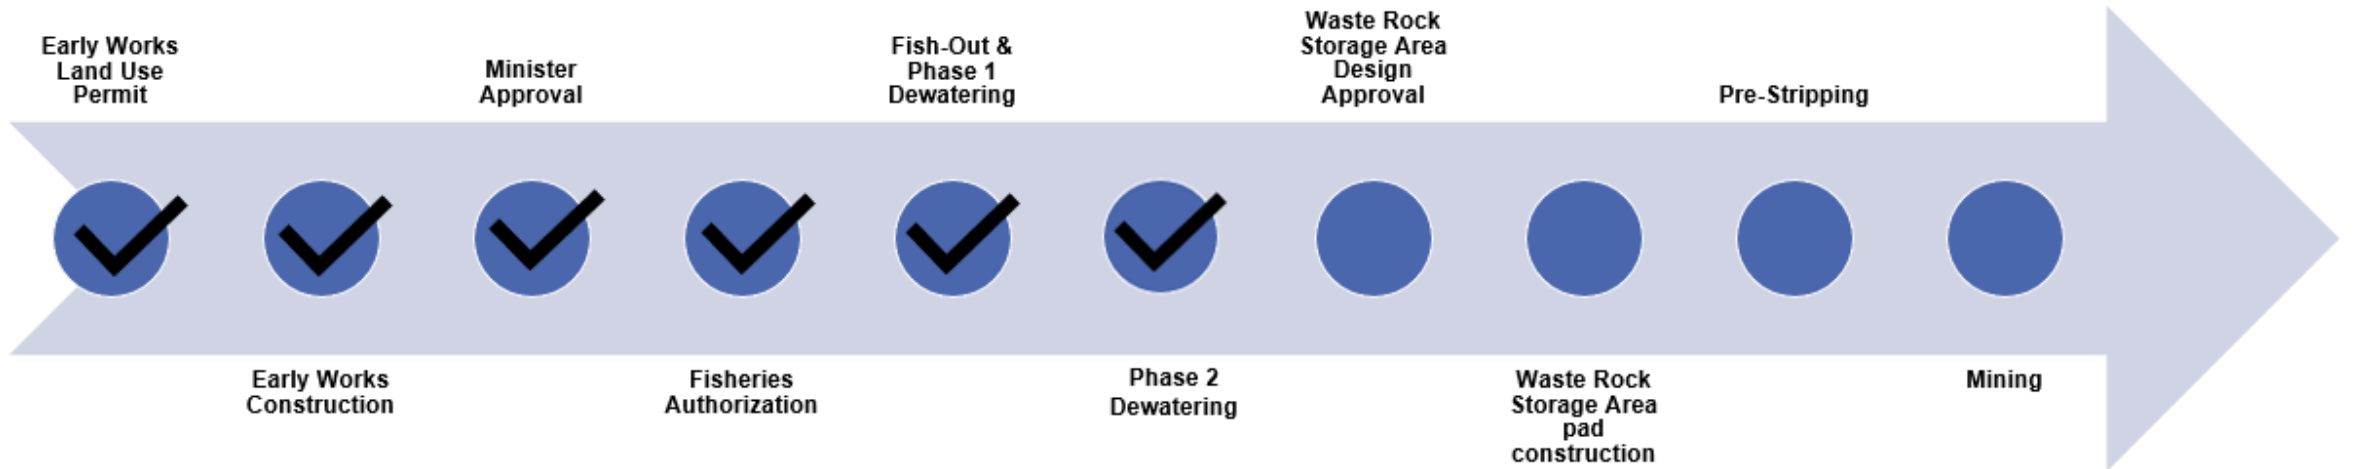 Early Works
Land Use
Permit
Early Works
Construction
Minister
Approval
Fisheries
Authorization
Fish-Out &
Phase 1
Dewatering
Phase 2
Dewatering
Waste Rock
Storage Area
Design
Approval
Waste Rock
Storage Area
pad
construction
Pre-Stripping
Mining